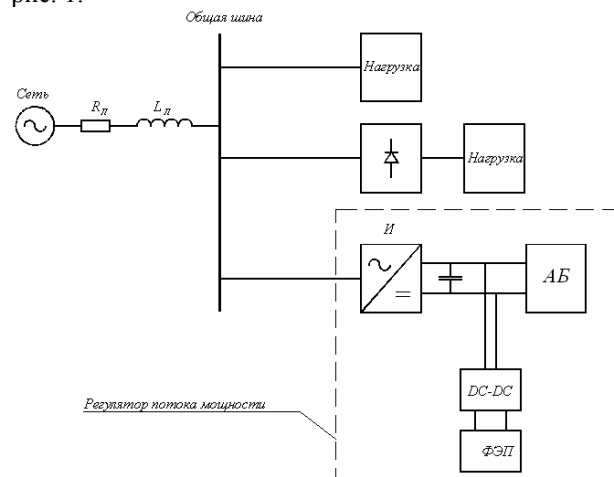 рис. 1.
Общая шина
Нагрузка
Сеть
R_Л
L_Л
Нагрузка
И
=
АБ
DC-DC
Регулятор потока мощности
ФЭП